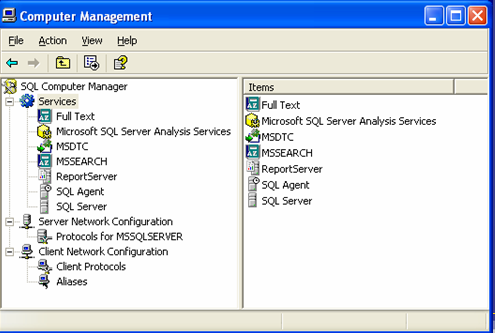 Computer Management
File Action View Help
SQL Computer Manager
Services
Full Text
Microsoft SQL Server Analysis Services
MSDTC
MSSEARCH
ReportServer
SQL Agent
SQL Server
Server Network Configuration
Protocols for MSSQLSERVER
Client Network Configuration
Client Protocols
Aliases
Items
Full Text
Microsoft SQL Server Analysis Services
MSDTC
MSSEARCH
ReportServer
SQL Agent
SQL Server